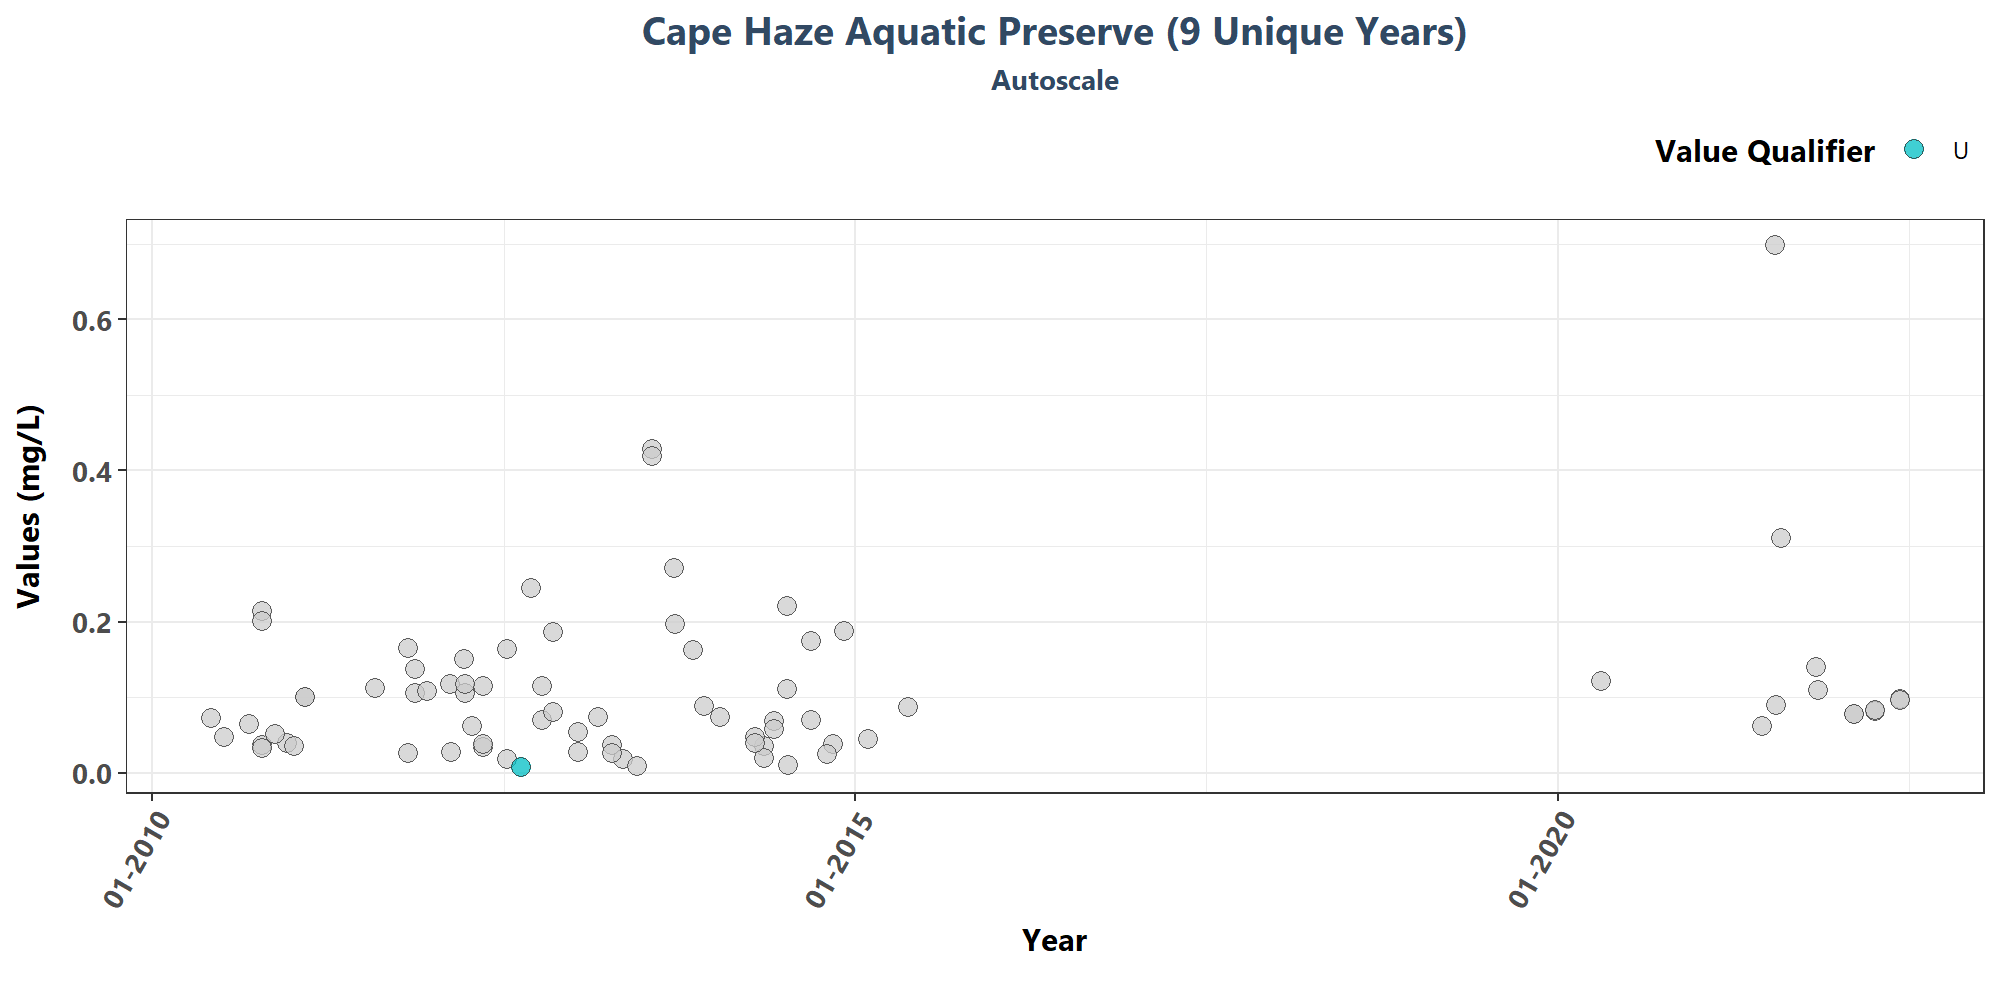 Cape Haze Aquatic Preserve (9 Unique Years)
Autoscale
Value Qualifier U
0.6
0.4
0.2
0.0
Values (mg/L)
01-2010
01-2015
01-2020
Year